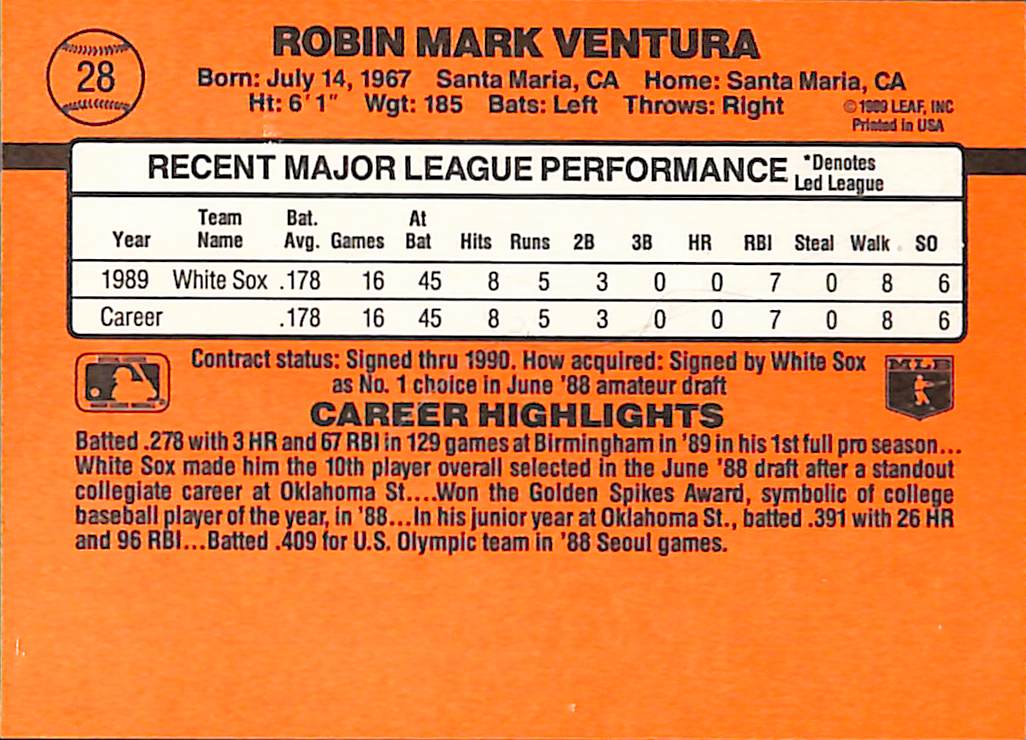 28
ROBIN MARK VENTURA
Born: July 14, 1967 Santa Maria, CA Home: Santa Maria, CA
Ht: 6'1" Wgt: 185 Bats: Left Throws: Right
©1989 LEAF, INC
Printed in USA
RECENT MAJOR LEAGUE PERFORMANCE *Denotes
Led League
Team Bat. At
Year Name Avg. Games Bat Hits Runs 2B 3B HR RBI Steal Walk SO
1989 White Sox .178 16 45 8 5 3 0 0 7 0 8 6
Career .178 16 45 8 5 3 0 0 7 0 8 6
Contract status: Signed thru 1990. How acquired: Signed by White Sox
as No. 1 choice in June '88 amateur draft
MLB
CAREER HIGHLIGHTS
Batted .278 with 3 HR and 67 RBI in 129 games at Birmingham in '89 in his 1st full pro season...
White Sox made him the 10th player overall selected in the June '88 draft after a standout
collegiate career at Oklahoma St....Won the Golden Spikes Award, symbolic of college
baseball player of the year, in '88...In his junior year at Oklahoma St., batted .391 with 26 HR
and 96 RBI...Batted .409 for U.S. Olympic team in '88 Seoul games.